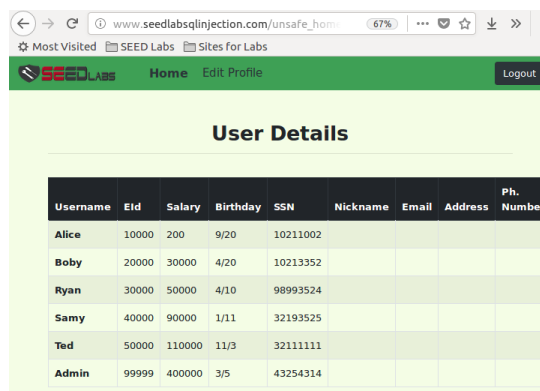 www.seedlabsqlinjection.com/unsafe_hom 67%
Most Visited SEED Labs Sites for Labs
SEEDLABS Home Edit Profile Logout
User Details
Username EId Salary Birthday SSN Nickname Email Address Ph. Numbe
Alice 10000 200 9/20 10211002
Boby 20000 30000 4/20 10213352
Ryan 30000 50000 4/10 98993524
Samy 40000 90000 1/11 32193525
Ted 50000 110000 11/3 32111111
Admin 99999 400000 3/5 43254314